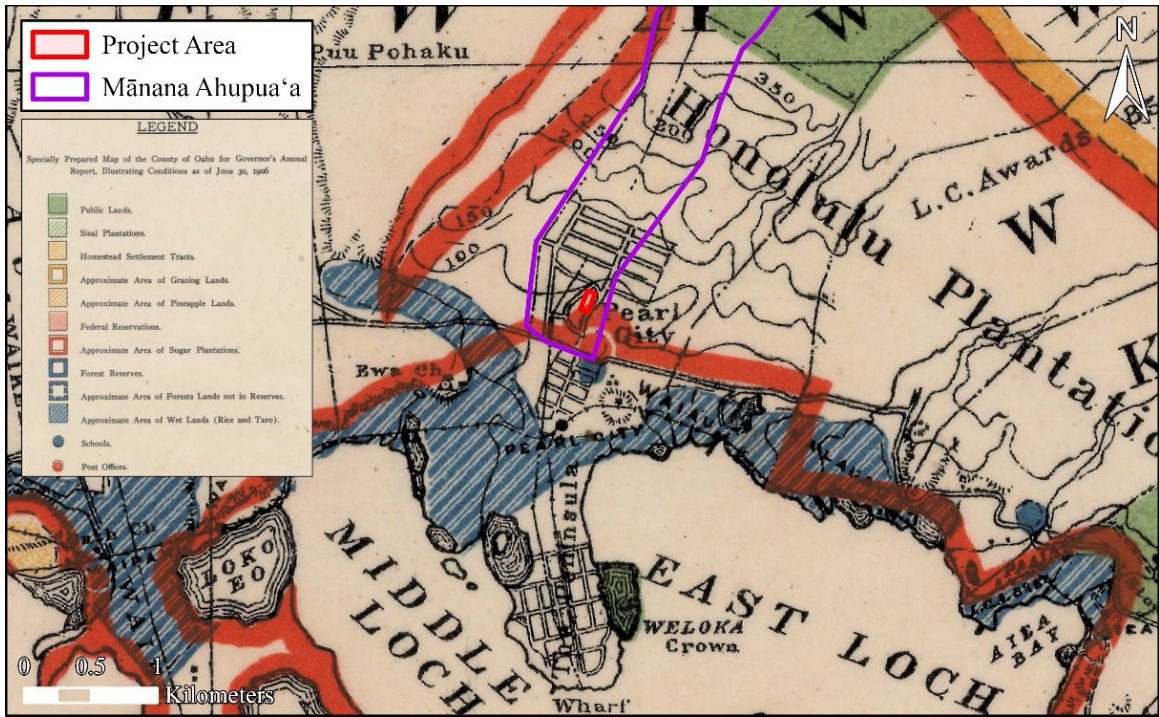 Project Area
Mānana Ahupuaʻa
LEGEND
Specially Prepared Map of the County of Oahu for Governor's Annual
Report, Illustrating Conditions as of June 30, 1906
Public Lands.
Sisal Plantations.
Homestead Settlement Tracts.
Approximate Area of Grazing Lands.
Approximate Area of Pineapple Lands.
Federal Reservations.
Approximate Area of Sugar Plantations.
Forest Reserves.
Approximate Area of Forests Lands not in Reserves.
Approximate Area of Wet Lands (Rice and Taro).
Schools.
Post Offices.
N
W
W
Puu Pohaku
350
250
200
200
150
100
Honolulu
Plantatio
L.C. Awards
W
K
Pearl
City
Ewa Ch.
PEARL CITY
Peninsula
LOKO
EO
MIDDLE
LOCH
EAST LOCH
WELOKA
Crown
AIEA
BAY
WAI
Wharf
0 0.5 1
Kilometers